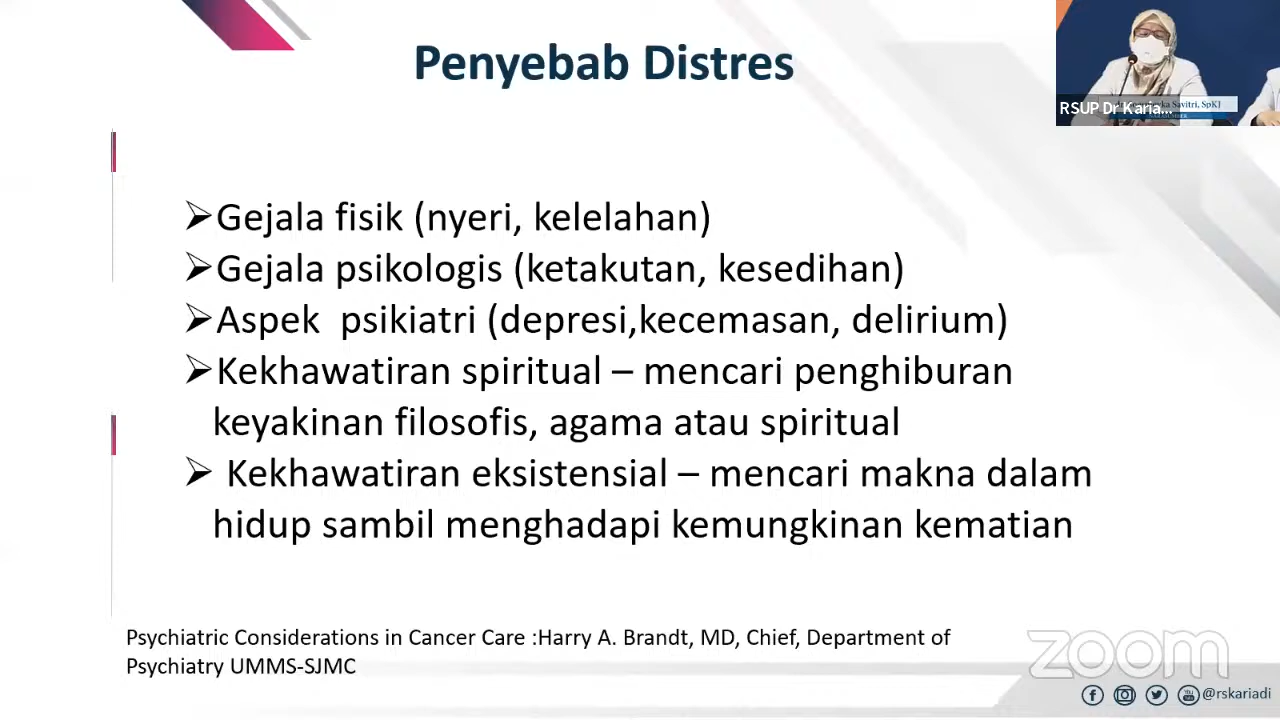 Penyebab Distres
RSUP Dr Karia...
Savitri, SpKJ
➢Gejala fisik (nyeri, kelelahan)
➢Gejala psikologis (ketakutan, kesedihan)
➢Aspek psikiatri (depresi,kecemasan, delirium)
➢Kekhawatiran spiritual – mencari penghiburan
keyakinan filosofis, agama atau spiritual
➢ Kekhawatiran eksistensial – mencari makna dalam
hidup sambil menghadapi kemungkinan kematian
Psychiatric Considerations in Cancer Care :Harry A. Brandt, MD, Chief, Department of
Psychiatry UMMS-SJMC
zoom
@rskariadi